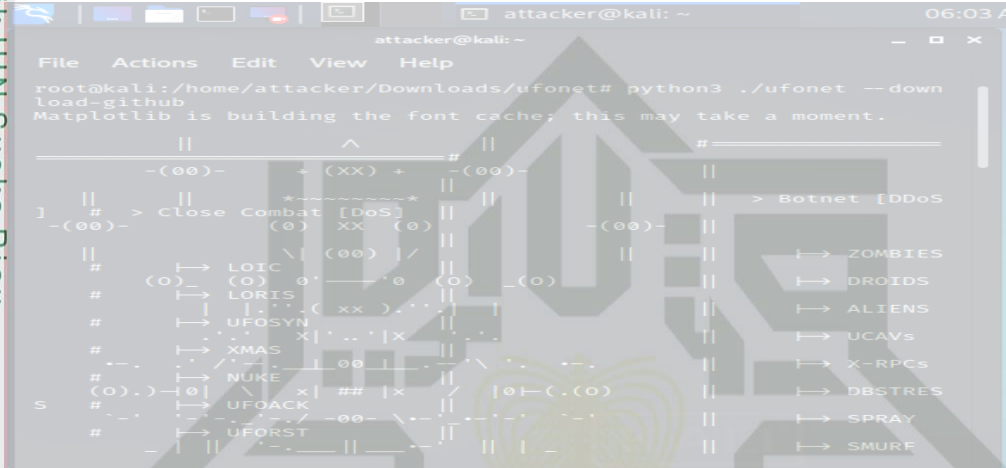 attacker@kali: ~
06:03 A
attacker@kali: ~
File Actions Edit View Help
root@kali:/home/attacker/Downloads/ufonet# python3 ./ufonet --down
load-github
Matplotlib is building the font cache; this may take a moment.
|| /\ || #═══════════════
══════════════════════════#
-(00)- + (XX) + -(00)- ||
||
|| || *~~~~~~~~~* || || || > Botnet [DDoS
] # > Close Combat [DoS] ||
-(00)- (0) XX (0) -(00)- ||
||
|| \| (00) |/ || || ├─> ZOMBIES
# ├─> LOIC ||
(O)_ (O) 0'----'0 (O) _(O) || ├─> DROIDS
# ├─> LORIS ||
| |.''.( xx ).''.| | || ├─> ALIENS
# ├─> UFOSYN ||
.'.' x|'..'|x '.'. || ├─> UCAVs
# ├─> XMAS ||
|| ├─> X-RPCs
# ├─> NUKE ||
(O).)-|0| \ x| ## |x / |0|-(.(O) || ├─> DBSTRES
S # ├─> UFOACK ||
|| ├─> SPRAY
# ├─> UFORST ||
|| ├─> SMURF